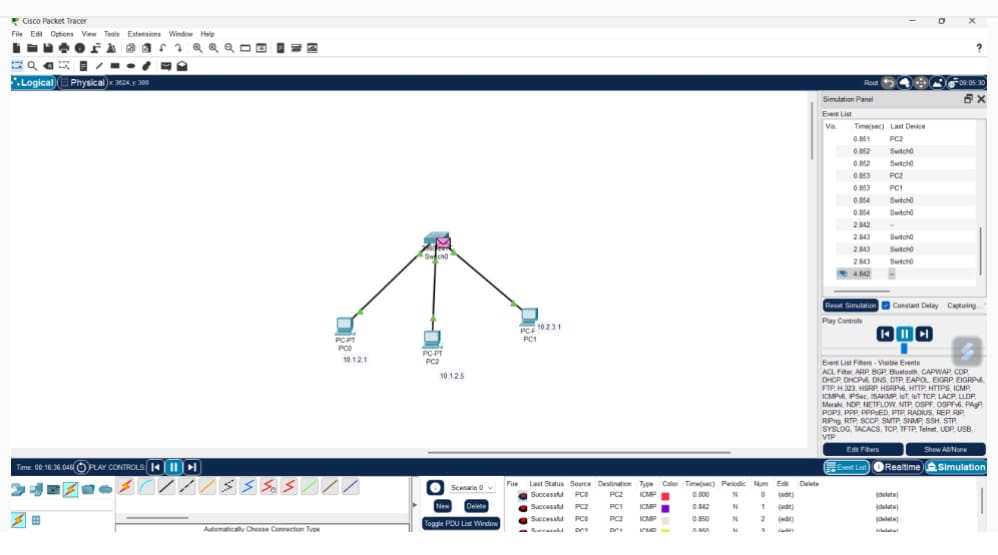 Cisco Packet Tracer
File Edit Options View Tools Extensions Window Help
?
Logical Physical x: 3624, y: 300
Root 09:05:30
Simulation Panel
Event List
Vis. Time(sec) Last Device
0.851 PC2
0.852 Switch0
0.852 Switch0
0.853 PC2
0.853 PC1
0.854 Switch0
0.854 Switch0
2.842 --
2.843 Switch0
2.843 Switch0
2.843 Switch0
4.842 --
Reset Simulation Constant Delay Capturing...
Play Controls
Event List Filters - Visible Events
ACL Filter, ARP, BGP, Bluetooth, CAPWAP, CDP,
DHCP, DHCPv6, DNS, DTP, EAPOL, EIGRP, EIGRPv6,
FTP, H.323, HSRP, HSRPv6, HTTP, HTTPS, ICMP,
ICMPv6, IPSec, ISAKMP, IoT, IoT TCP, LACP, LLDP,
Meraki, NDP, NETFLOW, NTP, OSPF, OSPFv6, PAgP,
POP3, PPP, PPPoED, PTP, RADIUS, REP, RIP,
RIPng, RTP, SCCP, SMTP, SNMP, SSH, STP,
SYSLOG, TACACS, TCP, TFTP, Telnet, UDP, USB,
VTP
Edit Filters Show All/None
Switch0
PC-PT
PC0
10.1.2.1
PC-PT
PC2
10.1.2.5
10.2.3.1
PC1
Time: 00:16:36.046 PLAY CONTROLS:
Event List Realtime Simulation
Scenario 0
New Delete
Toggle PDU List Window
Fire Last Status Source Destination Type Color Time(sec) Periodic Num Edit Delete
Successful PC0 PC2 ICMP 0.000 N 0 (edit) (delete)
Successful PC2 PC1 ICMP 0.842 N 1 (edit) (delete)
Successful PC0 PC2 ICMP 0.850 N 2 (edit) (delete)
Successful PC2 PC1 ICMP 0.850 N 3 (edit) (delete)
Automatically Choose Connection Type